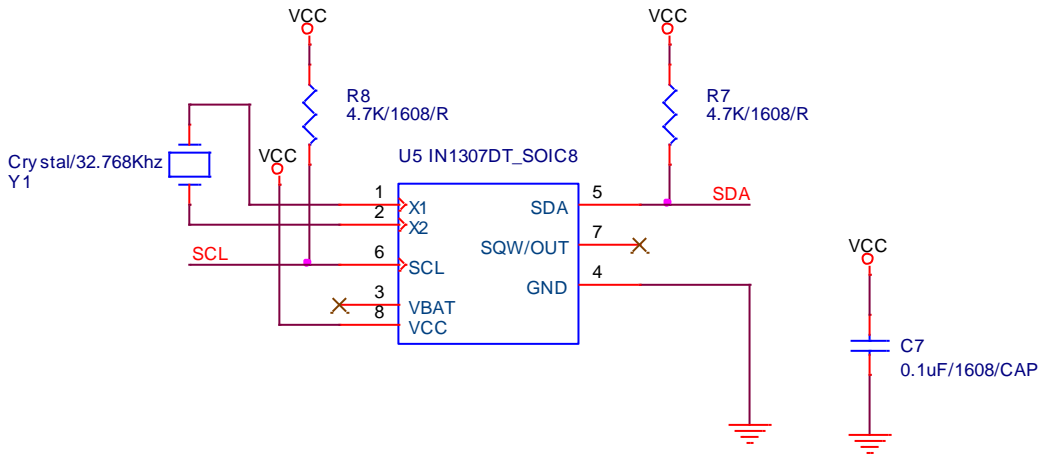 VCC
VCC
R8
4.7K/1608/R
R7
4.7K/1608/R
Crystal/32.768Khz
Y1
VCC
U5 IN1307DT_SOIC8
1
X1
2
X2
SCL
6
SCL
3
VBAT
8
VCC
5
SDA
SDA
7
SQW/OUT
4
GND
VCC
C7
0.1uF/1608/CAP